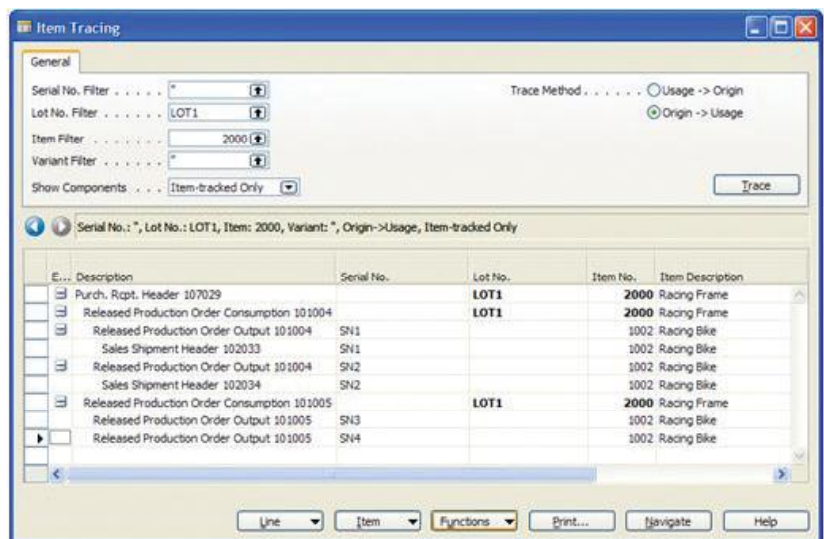 Item Tracing
General
Serial No. Filter . . . . . '' Trace Method . . . . . . Usage -> Origin
Lot No. Filter . . . . . . LOT1 Origin -> Usage
Item Filter . . . . . . . 2000
Variant Filter . . . . . ''
Show Components . . . Item-tracked Only Trace
Serial No.: '', Lot No.: LOT1, Item: 2000, Variant: '', Origin->Usage, Item-tracked Only
E... Description Serial No. Lot No. Item No. Item Description
Purch. Rcpt. Header 107029 LOT1 2000 Racing Frame
Released Production Order Consumption 101004 LOT1 2000 Racing Frame
Released Production Order Output 101004 SN1 1002 Racing Bike
Sales Shipment Header 102033 SN1 1002 Racing Bike
Released Production Order Output 101004 SN2 1002 Racing Bike
Sales Shipment Header 102034 SN2 1002 Racing Bike
Released Production Order Consumption 101005 LOT1 2000 Racing Frame
Released Production Order Output 101005 SN3 1002 Racing Bike
Released Production Order Output 101005 SN4 1002 Racing Bike
Line Item Functions Print... Navigate Help